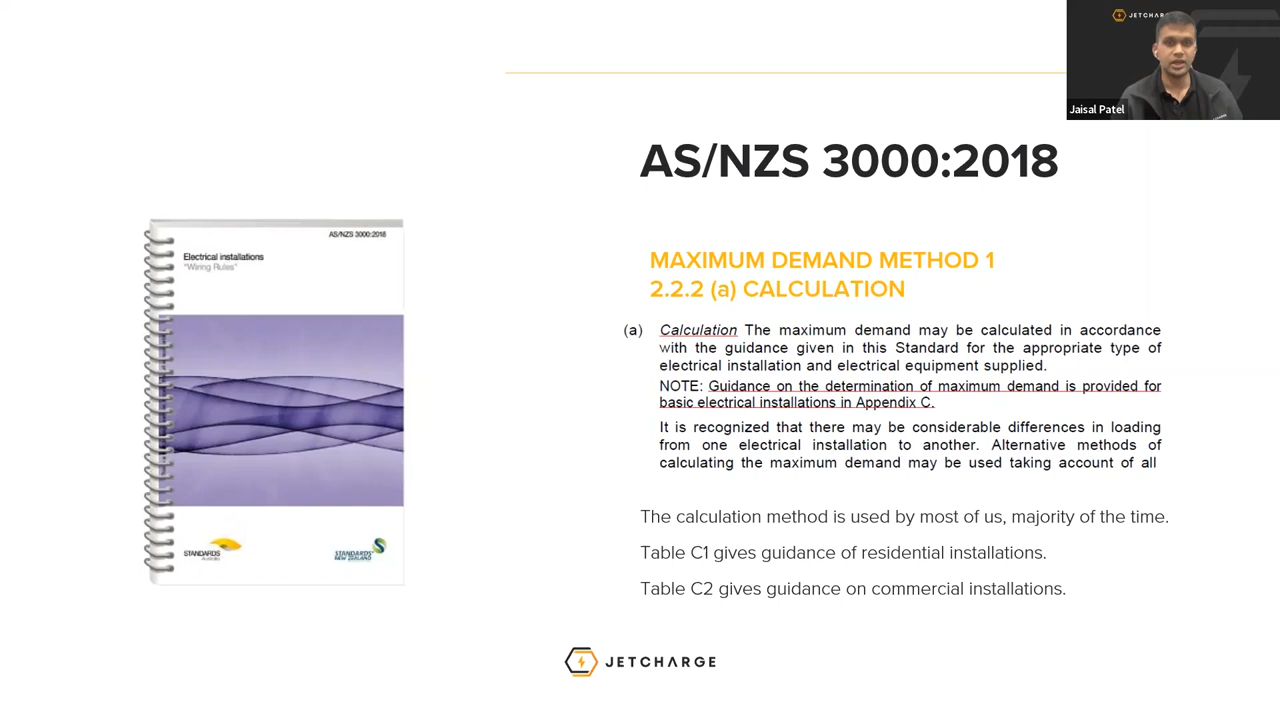 JETCHARGE
Jaisal Patel
AS/NZS 3000:2018
AS/NZS 3000:2018
Electrical installations
"Wiring Rules"
STANDARDS
STANDARDS
NEW ZEALAND
MAXIMUM DEMAND METHOD 1
2.2.2 (a) CALCULATION
(a) Calculation The maximum demand may be calculated in accordance
with the guidance given in this Standard for the appropriate type of
electrical installation and electrical equipment supplied.
NOTE: Guidance on the determination of maximum demand is provided for
basic electrical installations in Appendix C.
It is recognized that there may be considerable differences in loading
from one electrical installation to another. Alternative methods of
calculating the maximum demand may be used taking account of all
The calculation method is used by most of us, majority of the time.
Table C1 gives guidance of residential installations.
Table C2 gives guidance on commercial installations.
JETCHARGE